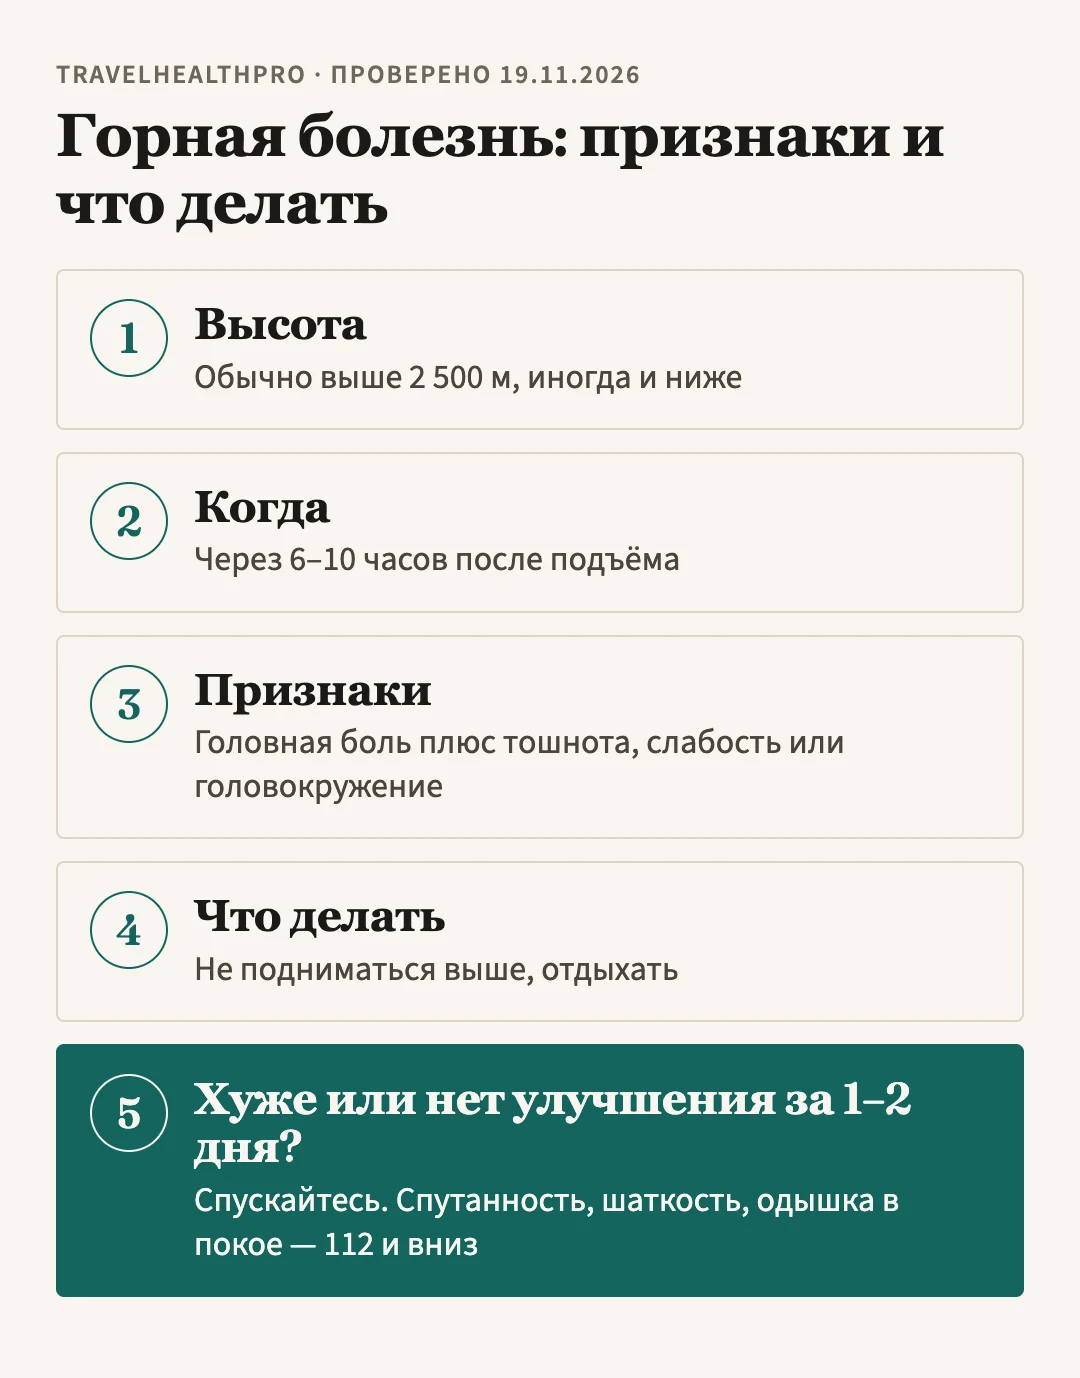 TRAVELHEALTHPRO · ПРОВЕРЕНО 19.11.2026
Горная болезнь: признаки и
что делать
1
Высота
Обычно выше 2 500 м, иногда и ниже
2
Когда
Через 6–10 часов после подъёма
3
Признаки
Головная боль плюс тошнота, слабость или
головокружение
4
Что делать
Не подниматься выше, отдыхать
5
Хуже или нет улучшения за 1–2
дня?
Спускайтесь. Спутанность, шаткость, одышка в
покое — 112 и вниз